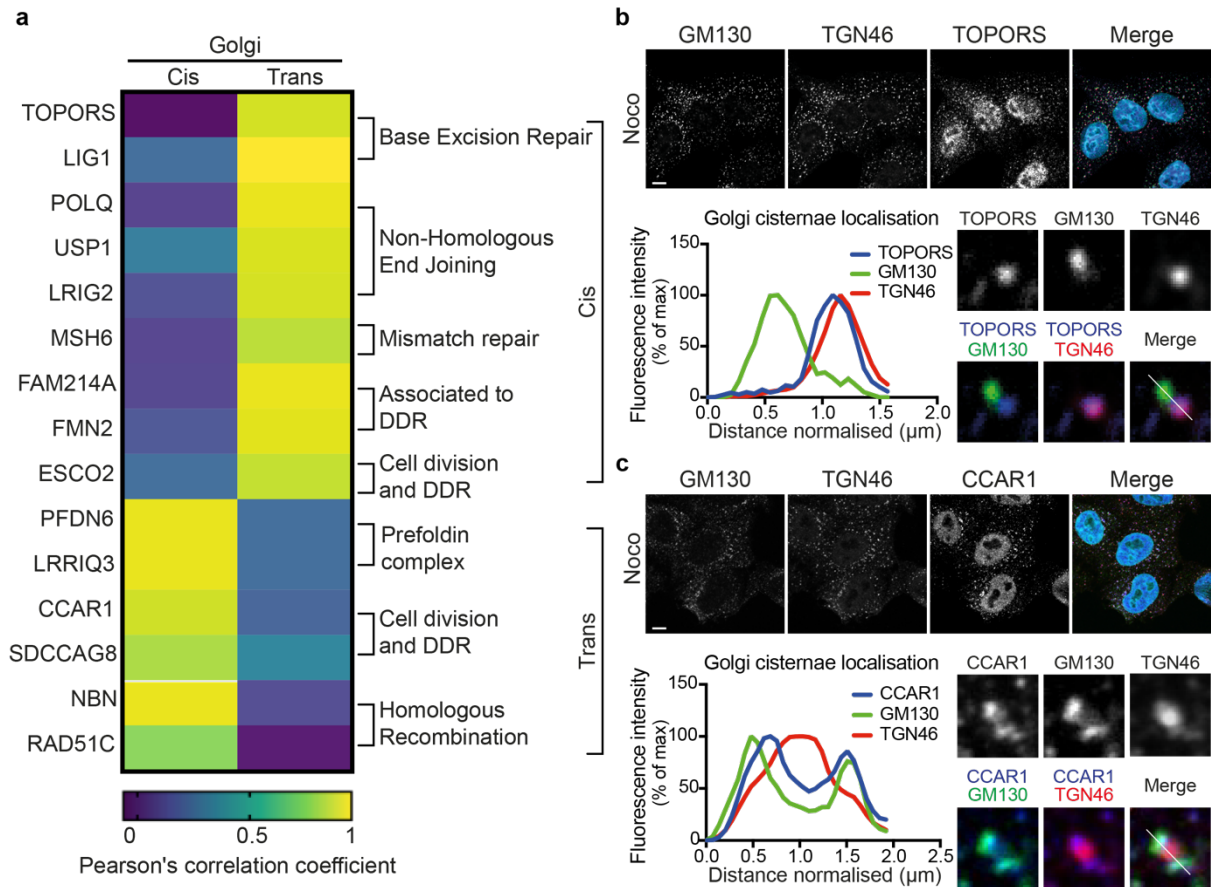 a
Golgi
Cis Trans
TOPORS
LIG1
POLQ
USP1
LRIG2
MSH6
FAM214A
FMN2
ESCO2
PFDN6
LRRIQ3
CCAR1
SDCCAG8
NBN
RAD51C
Base Excision Repair
Non-Homologous
End Joining
Mismatch repair
Associated to
DDR
Cell division
and DDR
Prefoldin
complex
Cell division
and DDR
Homologous
Recombination
Cis
Trans
0 0.5 1
Pearson's correlation coefficient
b
GM130 TGN46 TOPORS Merge
Noco
Golgi cisternae localisation
Fluorescence intensity
(% of max)
150
100
50
0
0.0 0.5 1.0 1.5 2.0
Distance normalised (µm)
TOPORS
GM130
TGN46
TOPORS GM130 TGN46
TOPORS TOPORS
GM130 TGN46 Merge
c
GM130 TGN46 CCAR1 Merge
Noco
Golgi cisternae localisation
Fluorescence intensity
(% of max)
150
100
50
0
0.0 0.5 1.0 1.5 2.0 2.5
Distance normalised (µm)
CCAR1
GM130
TGN46
CCAR1 GM130 TGN46
CCAR1 CCAR1
GM130 TGN46 Merge